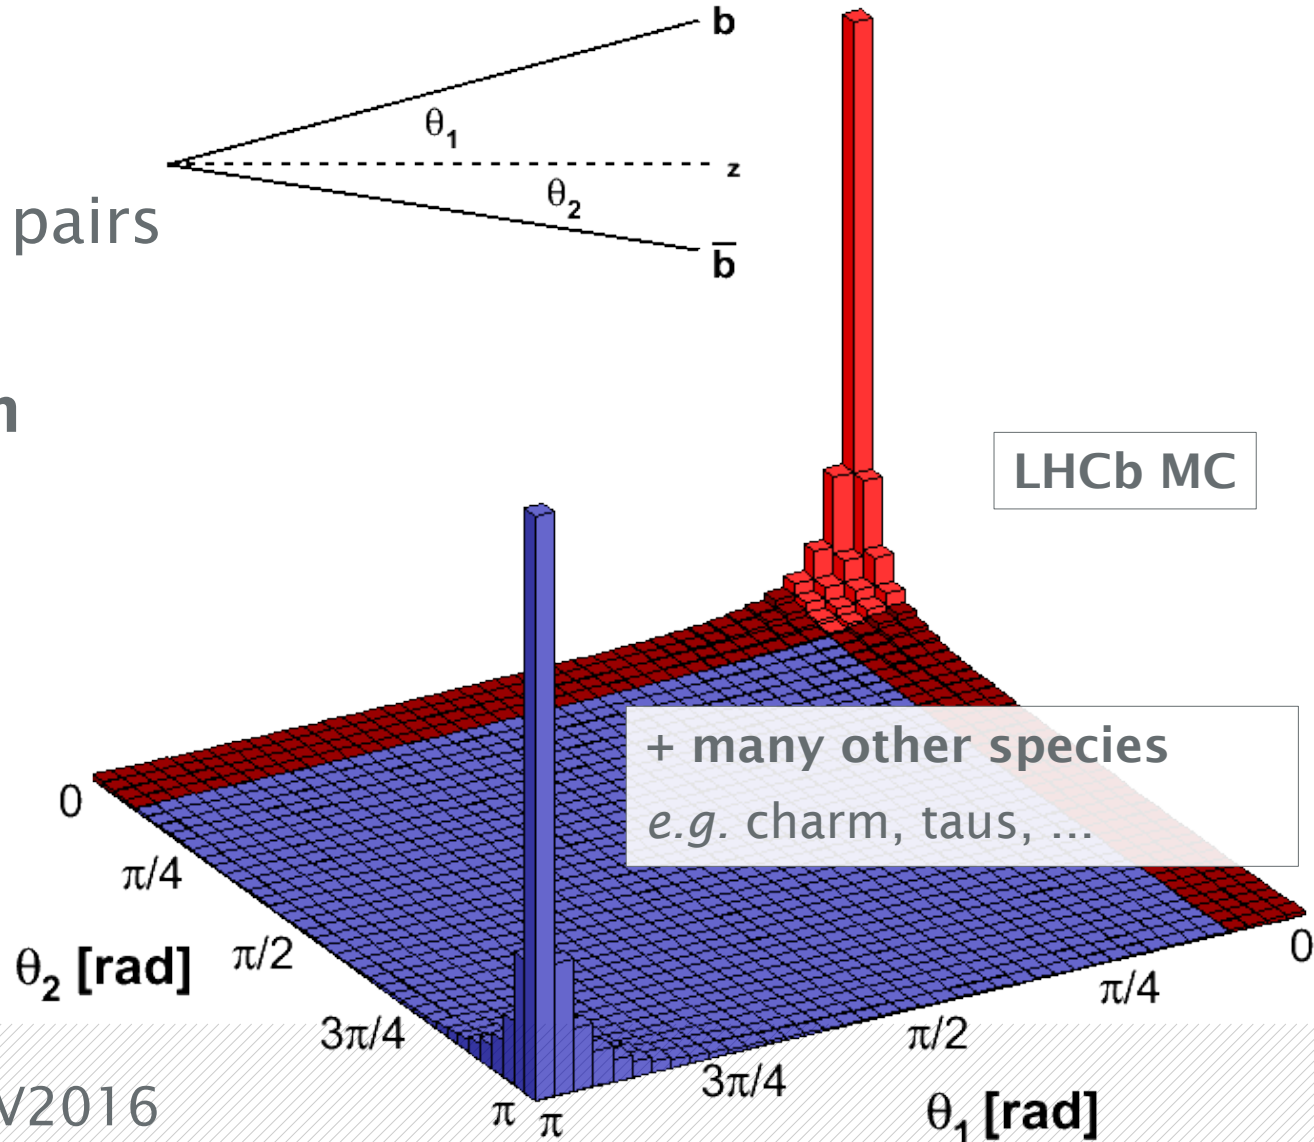 b
θ₁
z
θ₂
b̅
pairs
LHCb MC
+ many other species
e.g. charm, taus, ...
0
π/4
π/2
3π/4
π
θ₂ [rad]
0
π/4
π/2
3π/4
π
θ₁ [rad]
2016